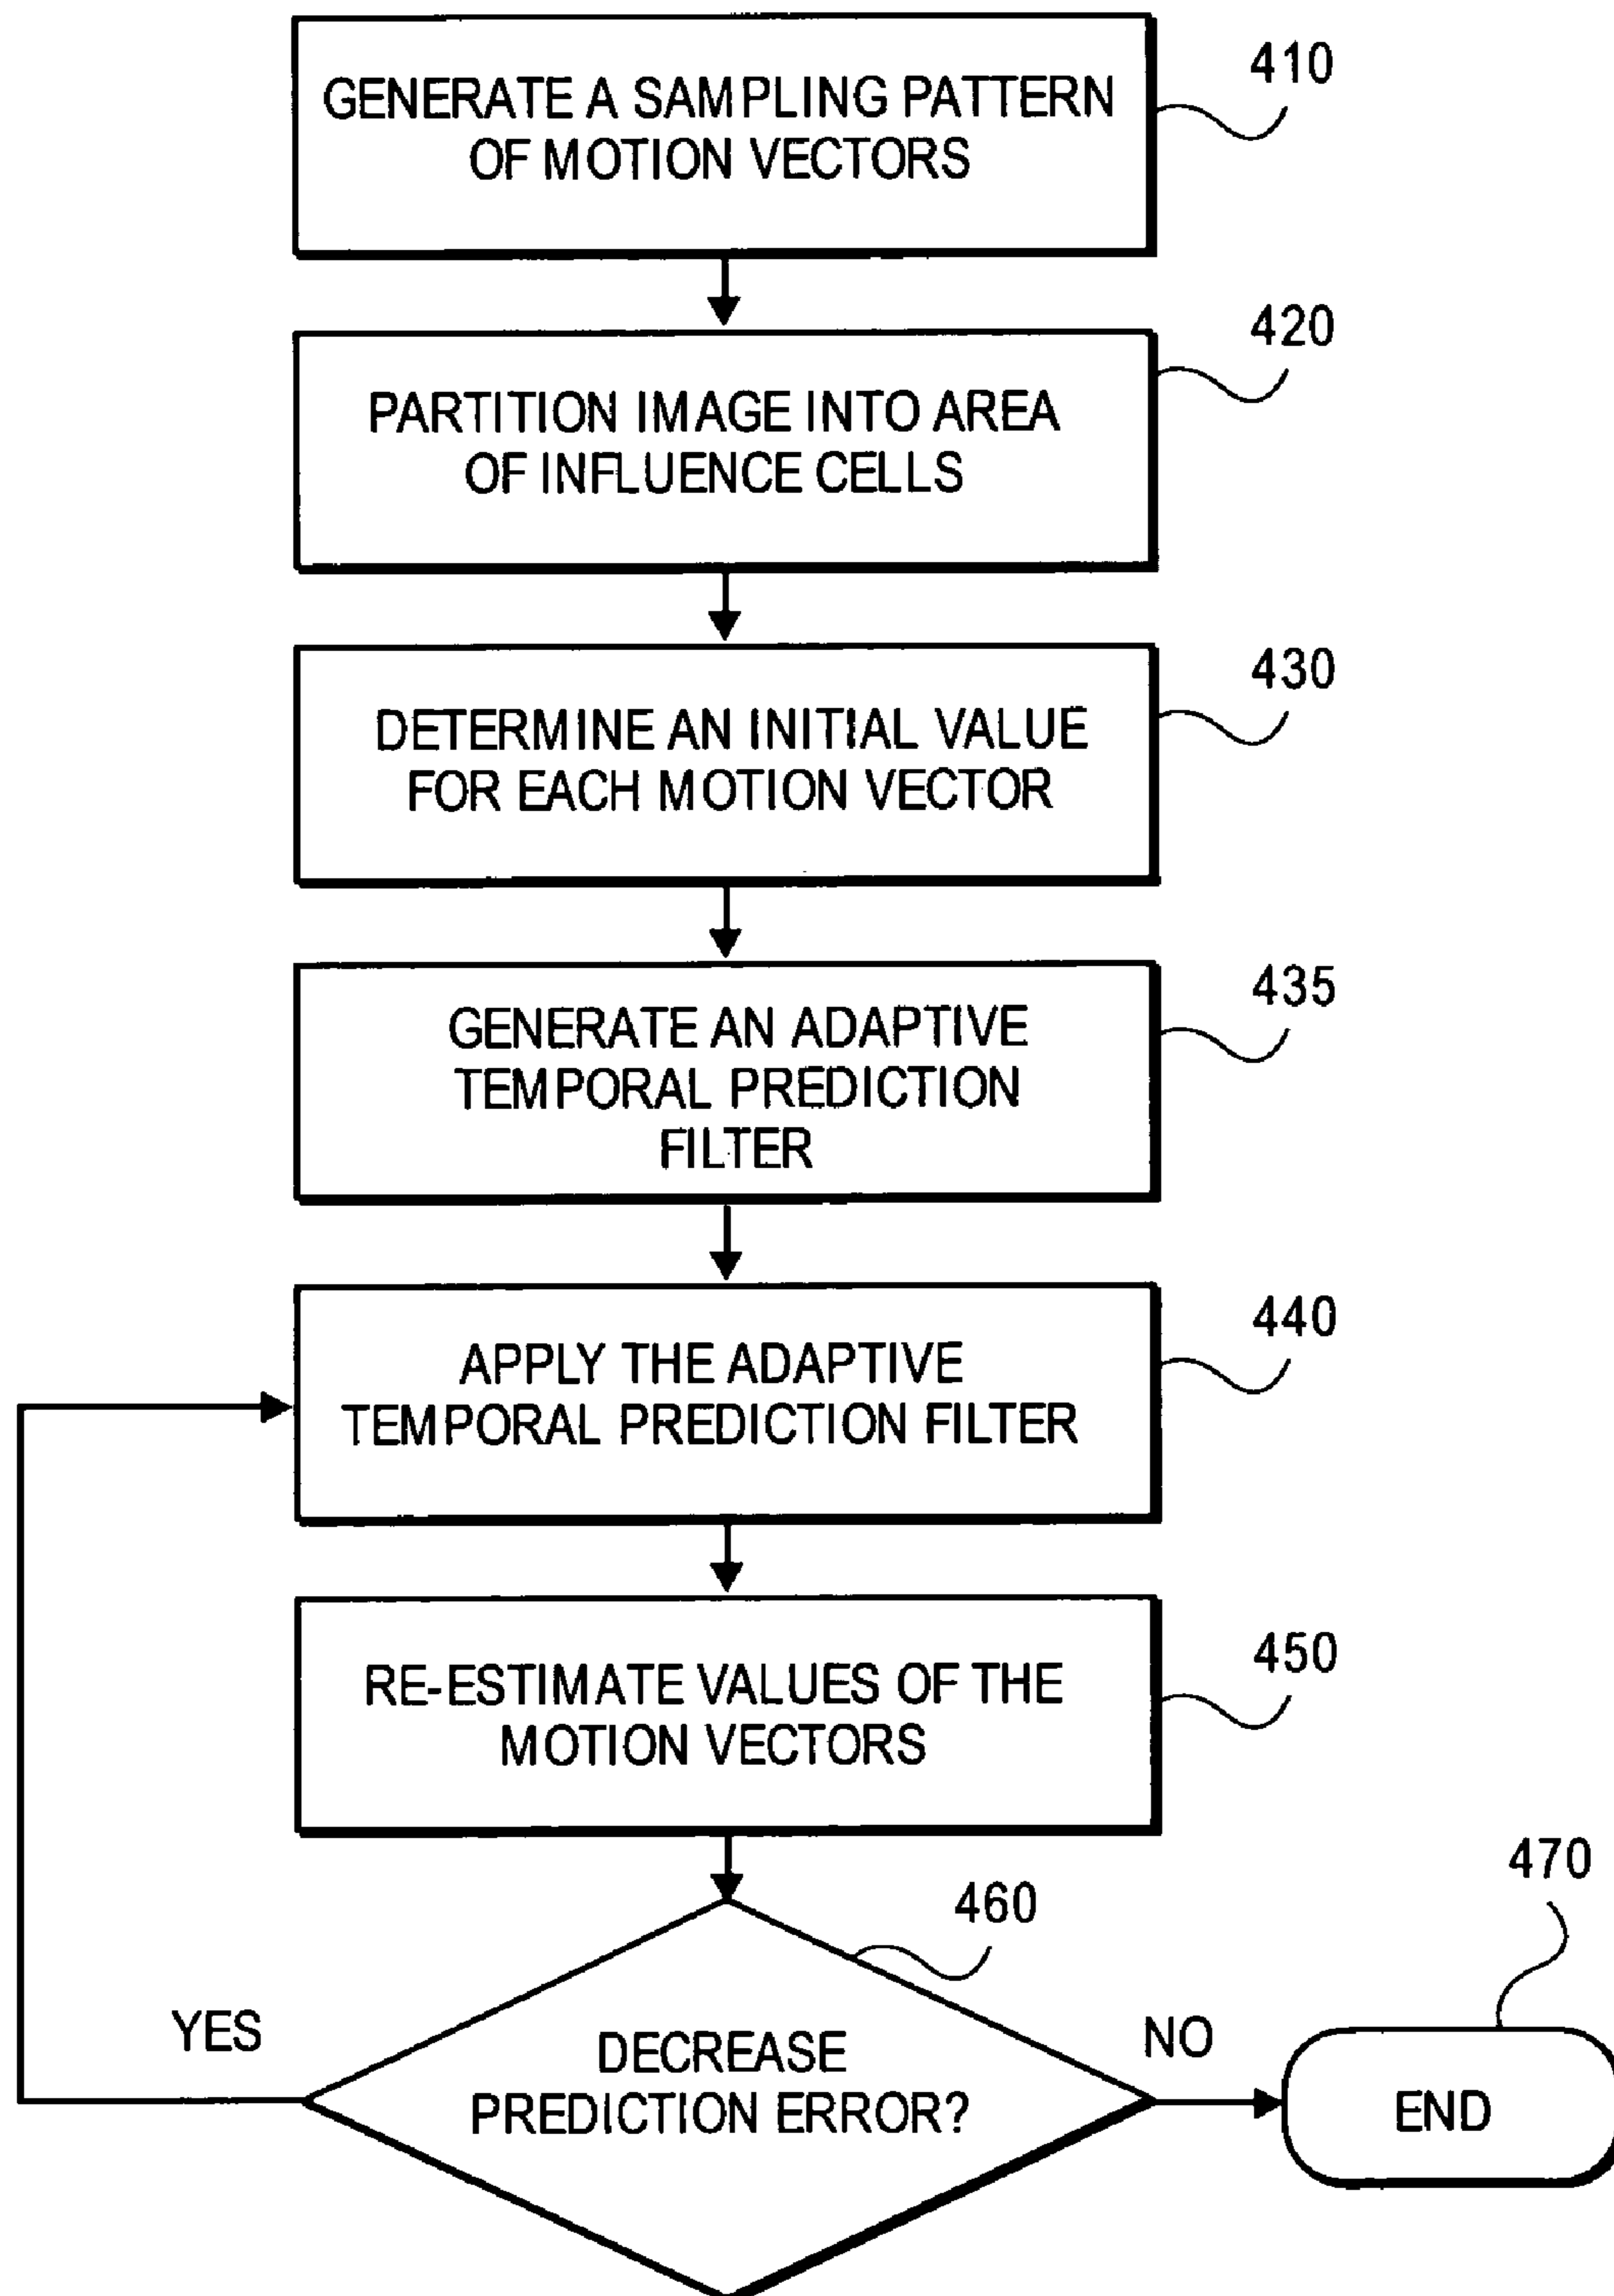 GENERATE A SAMPLING PATTERN
OF MOTION VECTORS
410
PARTITION IMAGE INTO AREA
OF INFLUENCE CELLS
420
DETERMINE AN INITIAL VALUE
FOR EACH MOTION VECTOR
430
GENERATE AN ADAPTIVE
TEMPORAL PREDICTION
FILTER
435
APPLY THE ADAPTIVE
TEMPORAL PREDICTION FILTER
440
RE-ESTIMATE VALUES OF THE
MOTION VECTORS
450
460
DECREASE
PREDICTION ERROR?
YES
NO
470
END